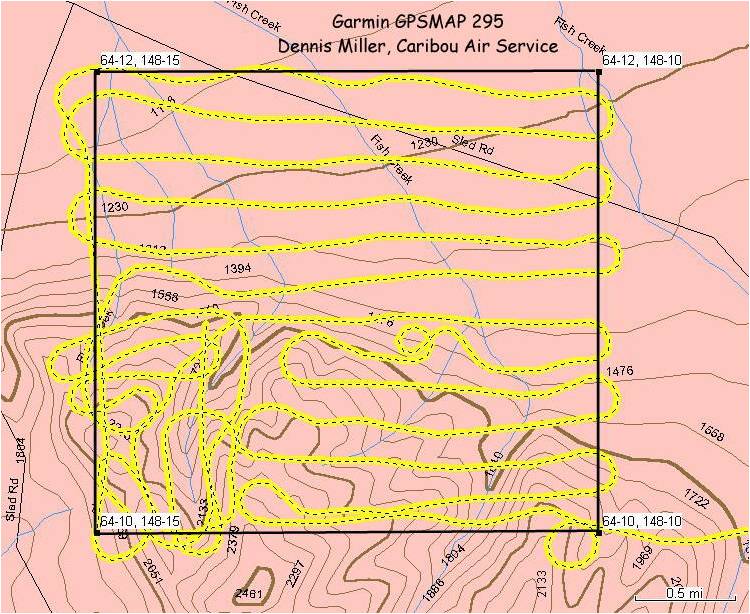 Fish Creek
Garmin GPSMAP 295
Dennis Miller, Caribou Air Service
Fish Creek
64-12, 148-15
64-12, 148-10
1230
Sled Rd
Fish Creek
1230
1394
1568
1476
1558
1804
Sled Rd
1722
64-10, 148-15
64-10, 148-10
2133
2379
2051
2297
2461
1804
1886
2133
1969
0.5 mi